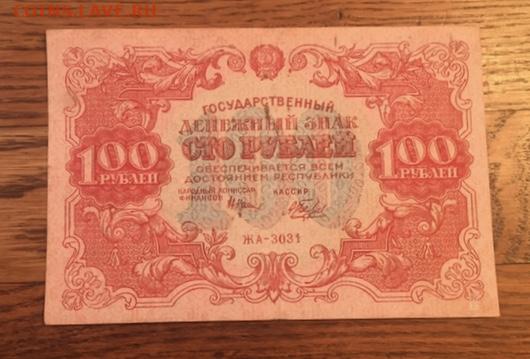 COINS.LAVE.RU
ГОСУДАРСТВЕННЫЙ
ДЕНЕЖНЫЙ ЗНАК
СТО РУБЛЕЙ
100
РУБЛЕЙ
100
РУБЛЕЙ
ОБЕСПЕЧИВАЕТСЯ ВСЕМ
ДОСТОЯНИЕМ РЕСПУБЛИКИ
НАРОДНЫЙ КОМИССАР
ФИНАНСОВ
КАССИР
ЖА-3031